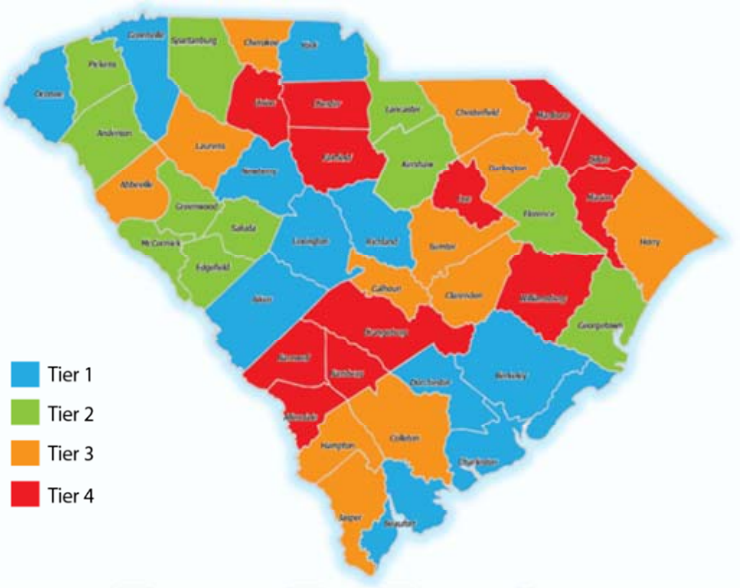 Greenville
Spartanburg
Cherokee
York
Pickens
Oconee
Union
Chester
Lancaster
Chesterfield
Marlboro
Anderson
Laurens
Fairfield
Kershaw
Darlington
Dillon
Newberry
Abbeville
Lee
Marion
Greenwood
Florence
Saluda
Lexington
Richland
Sumter
Horry
McCormick
Edgefield
Calhoun
Clarendon
Williamsburg
Aiken
Georgetown
Orangeburg
Barnwell
Bamberg
Dorchester
Berkeley
Tier 1
Tier 2
Allendale
Colleton
Hampton
Tier 3
Charleston
Tier 4
Jasper
Beaufort